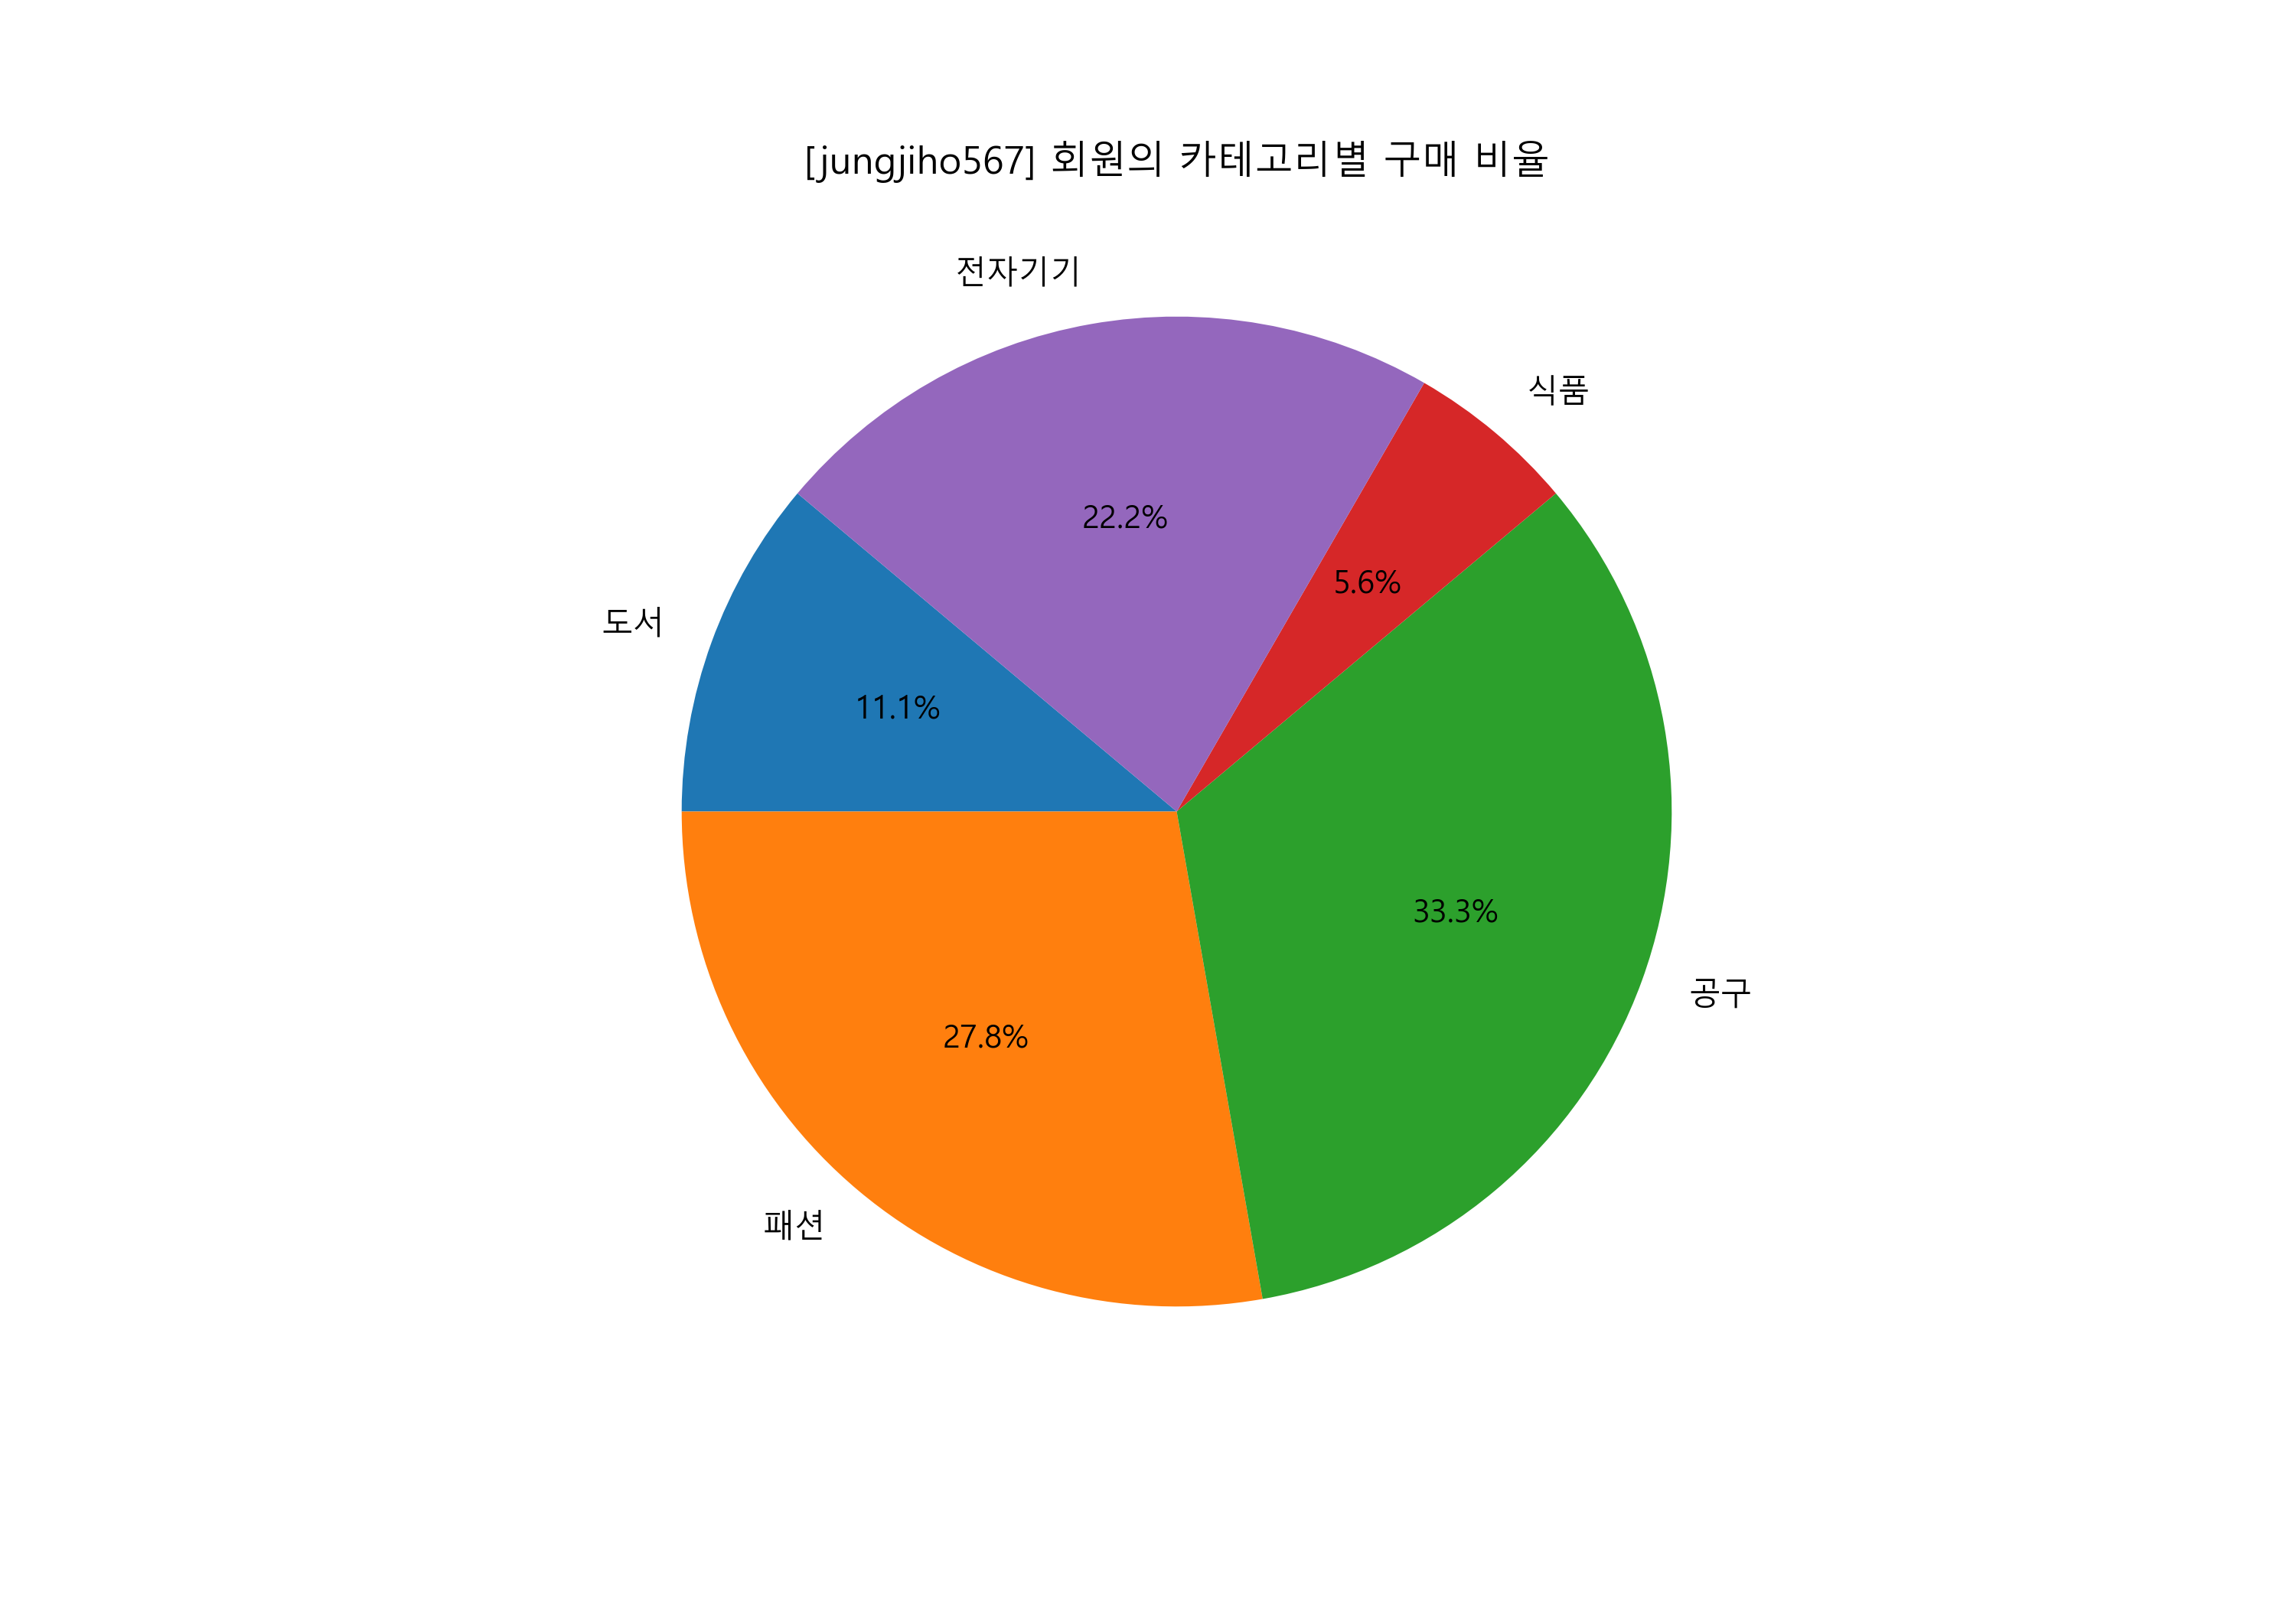 [jungjiho567] 회원의 카테고리별 구매 비율
전자기기
식품
22.2%
5.6%
도서
11.1%
33.3%
공구
27.8%
패션